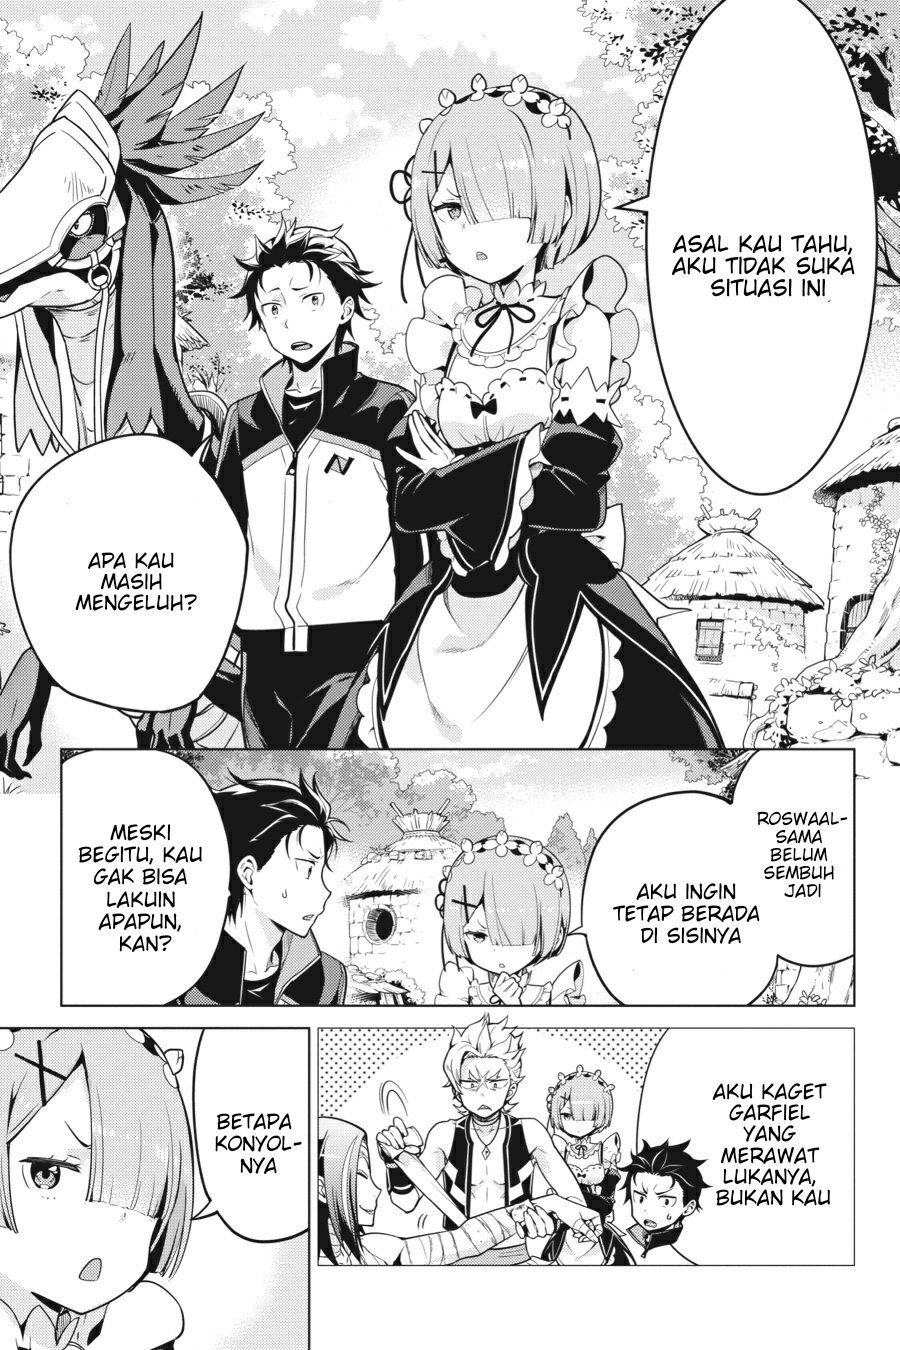 ASAL KAU TAHU,
AKU TIDAK SUKA
SITUASI INI
APA KAU
MASIH
MENGELUH?
ROSWAAL-
SAMA
BELUM
SEMBUH
JADI
AKU INGIN
TETAP BERADA
DI SISINYA
MESKI
BEGITU, KAU
GAK BISA
LAKUIN
APAPUN,
KAN?
AKU KAGET
GARFIEL
YANG
MERAWAT
LUKANYA,
BUKAN KAU
BETAPA
KONYOL-
NYA